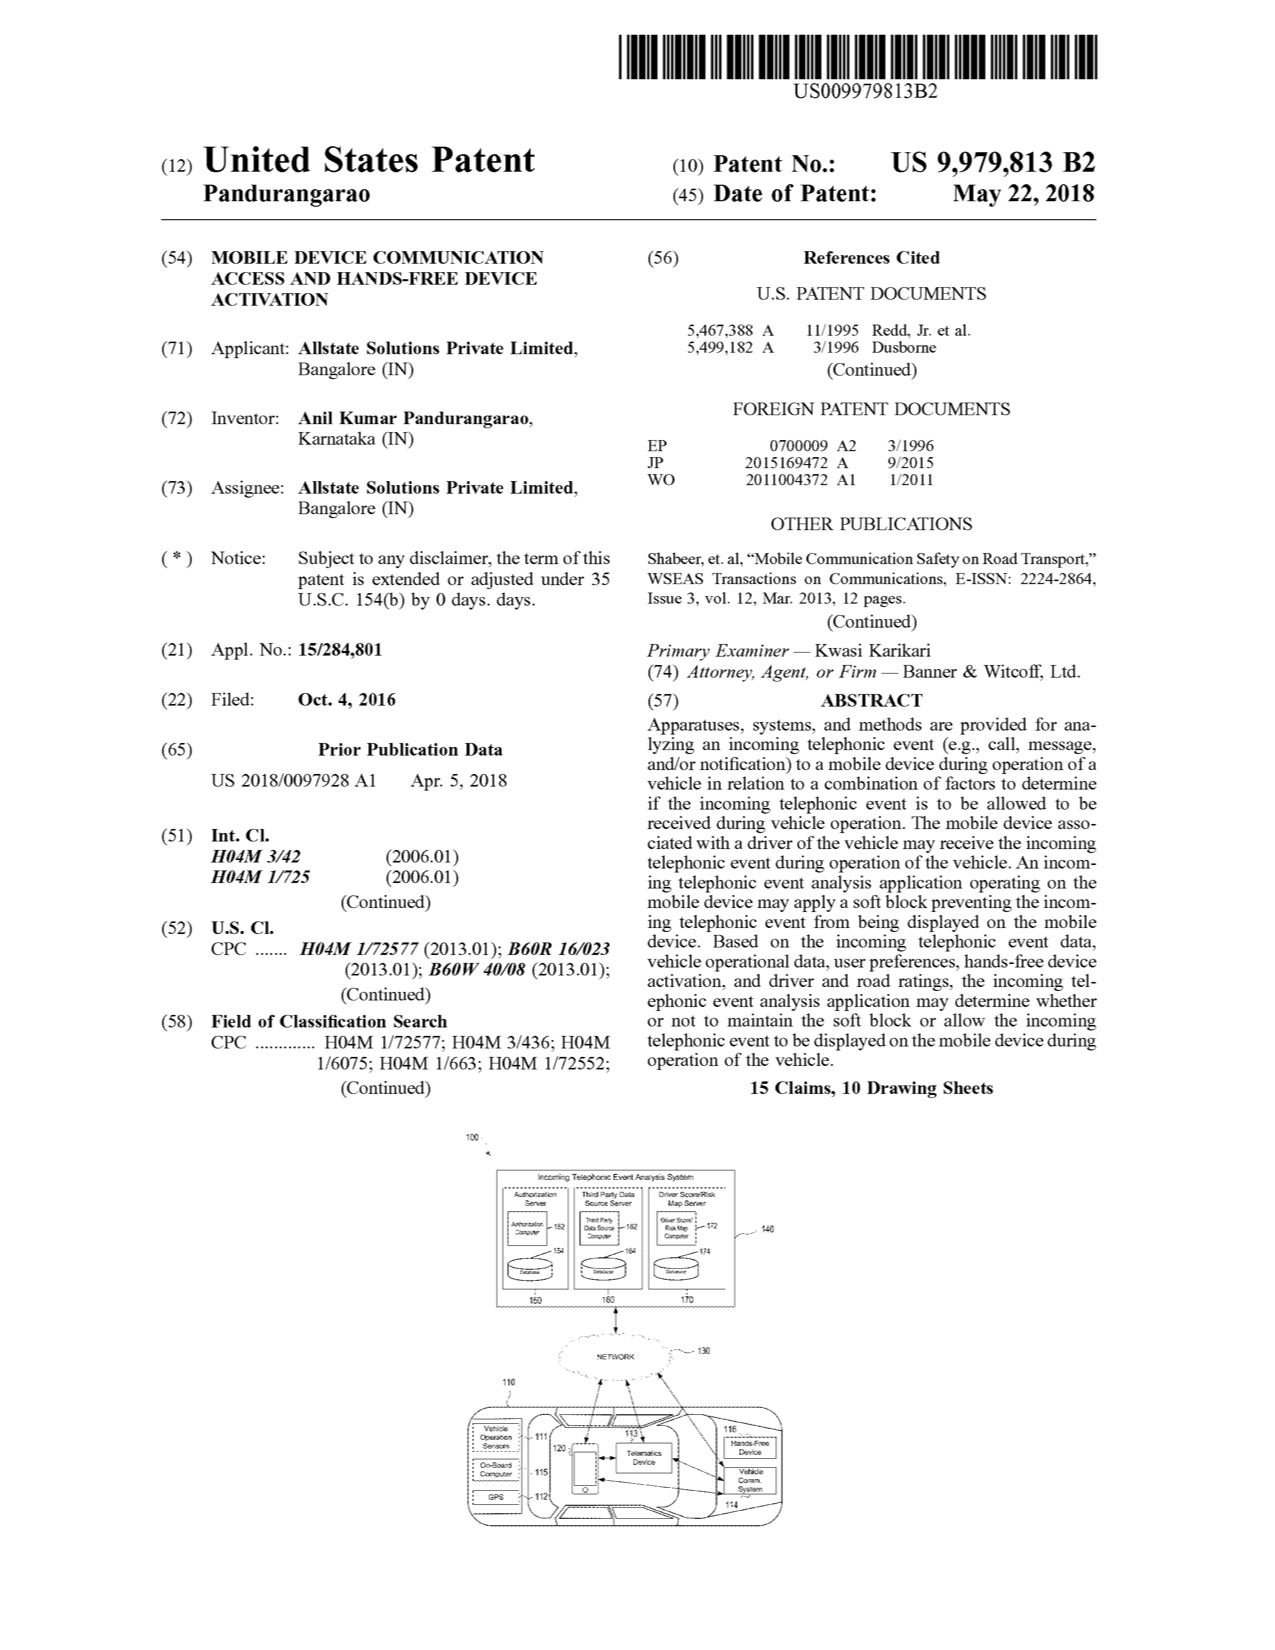 US009979813B2
(12) United States Patent
Pandurangarao
(10) Patent No.: US 9,979,813 B2
(45) Date of Patent: May 22, 2018
(54) MOBILE DEVICE COMMUNICATION
ACCESS AND HANDS-FREE DEVICE
ACTIVATION
(71) Applicant: Allstate Solutions Private Limited,
Bangalore (IN)
(72) Inventor: Anil Kumar Pandurangarao,
Karnataka (IN)
(73) Assignee: Allstate Solutions Private Limited,
Bangalore (IN)
( * ) Notice: Subject to any disclaimer, the term of this
patent is extended or adjusted under 35
U.S.C. 154(b) by 0 days. days.
(21) Appl. No.: 15/284,801
(22) Filed: Oct. 4, 2016
(65) Prior Publication Data
US 2018/0097928 A1 Apr. 5, 2018
(51) Int. Cl.
H04M 3/42 (2006.01)
H04M 1/725 (2006.01)
(Continued)
(52) U.S. Cl.
CPC ....... H04M 1/72577 (2013.01); B60R 16/023
(2013.01); B60W 40/08 (2013.01);
(Continued)
(58) Field of Classification Search
CPC ............. H04M 1/72577; H04M 3/436; H04M
1/6075; H04M 1/663; H04M 1/72552;
(Continued)
(56) References Cited
U.S. PATENT DOCUMENTS
5,467,388 A 11/1995 Redd, Jr. et al.
5,499,182 A 3/1996 Dusborne
(Continued)
FOREIGN PATENT DOCUMENTS
EP 0700009 A2 3/1996
JP 2015169472 A 9/2015
WO 2011004372 A1 1/2011
OTHER PUBLICATIONS
Shabeer, et. al, “Mobile Communication Safety on Road Transport,”
WSEAS Transactions on Communications, E-ISSN: 2224-2864,
Issue 3, vol. 12, Mar. 2013, 12 pages.
(Continued)
Primary Examiner — Kwasi Karikari
(74) Attorney, Agent, or Firm — Banner & Witcoff, Ltd.
(57) ABSTRACT
Apparatuses, systems, and methods are provided for ana-
lyzing an incoming telephonic event (e.g., call, message,
and/or notification) to a mobile device during operation of a
vehicle in relation to a combination of factors to determine
if the incoming telephonic event is to be allowed to be
received during vehicle operation. The mobile device asso-
ciated with a driver of the vehicle may receive the incoming
telephonic event during operation of the vehicle. An incom-
ing telephonic event analysis application operating on the
mobile device may apply a soft block preventing the incom-
ing telephonic event from being displayed on the mobile
device. Based on the incoming telephonic event data,
vehicle operational data, user preferences, hands-free device
activation, and driver and road ratings, the incoming tel-
ephonic event analysis application may determine whether
or not to maintain the soft block or allow the incoming
telephonic event to be displayed on the mobile device during
operation of the vehicle.
15 Claims, 10 Drawing Sheets
100
Incoming Telephonic Event Analysis System
Authorization
Server
Third Party Data
Source Server
Driver Score/Risk
Map Server
Authorization
Computer
152
Third Party
Data Source
Computer
162
Driver Score/
Risk Map
Computer
172
140
154
Database
164
Database
174
Database
150
160
170
NETWORK
130
110
Vehicle
Operation
Sensors
111
On-Board
Computer
115
GPS
112
120
113
Telematics
Device
116
Hands-Free
Device
Vehicle
Comm.
System
114